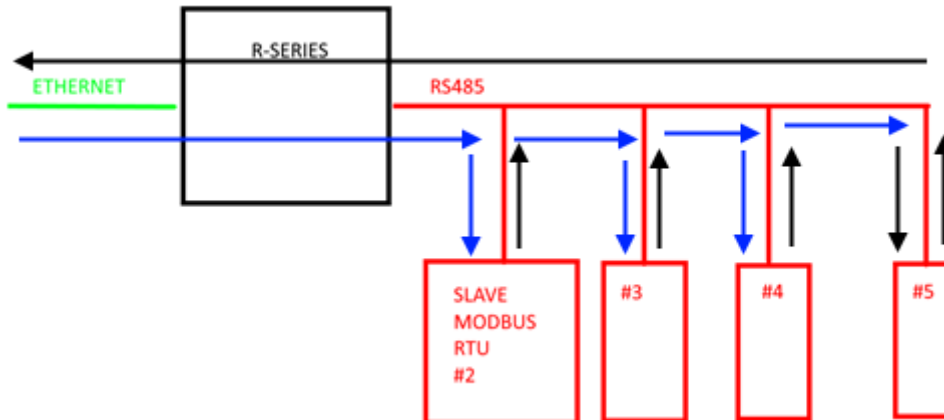 R-SERIES
ETHERNET
RS485
SLAVE
MODBUS
RTU
#2
#3
#4
#5